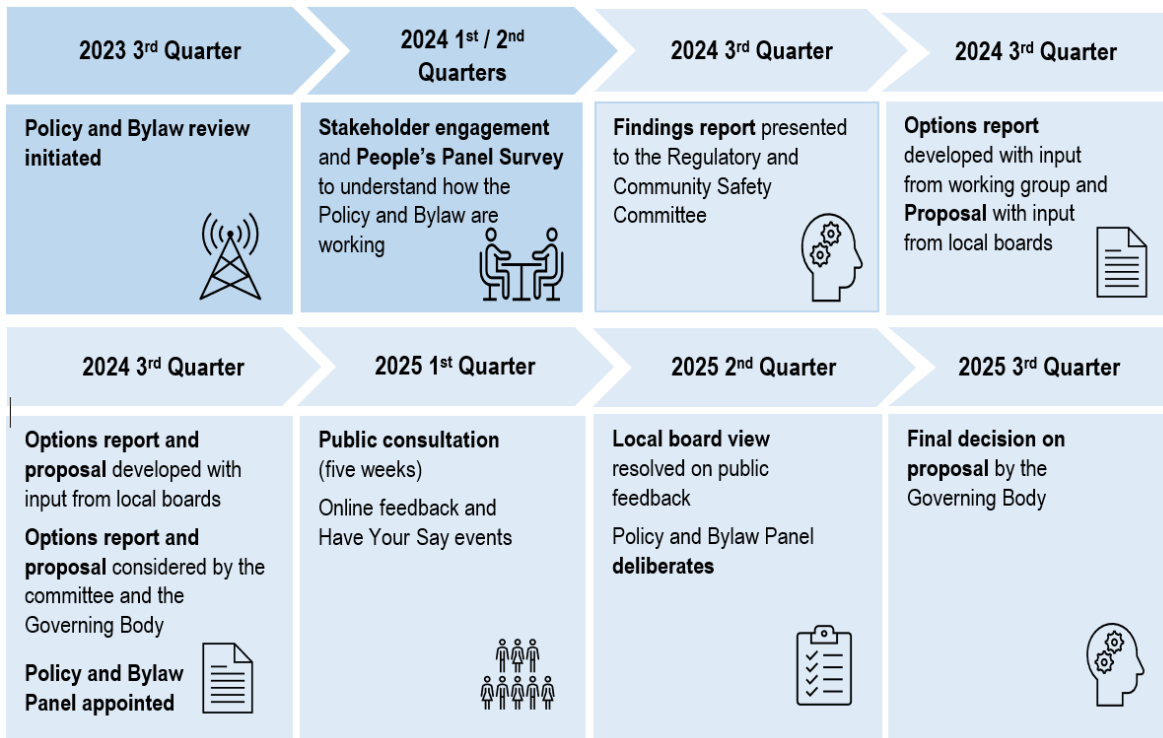 2023 3rd Quarter
Policy and Bylaw review
initiated
2024 1st / 2nd
Quarters
Stakeholder engagement
and People's Panel Survey
to understand how the
Policy and Bylaw are
working
2024 3rd Quarter
Findings report presented
to the Regulatory and
Community Safety
Committee
2024 3rd Quarter
Options report
developed with input
from working group and
Proposal with input
from local boards
2024 3rd Quarter
Options report and
proposal developed with
input from local boards
Options report and
proposal considered by the
committee and the
Governing Body
Policy and Bylaw
Panel appointed
2025 1st Quarter
Public consultation
(five weeks)
Online feedback and
Have Your Say events
2025 2nd Quarter
Local board view
resolved on public
feedback
Policy and Bylaw Panel
deliberates
2025 3rd Quarter
Final decision on
proposal by the
Governing Body